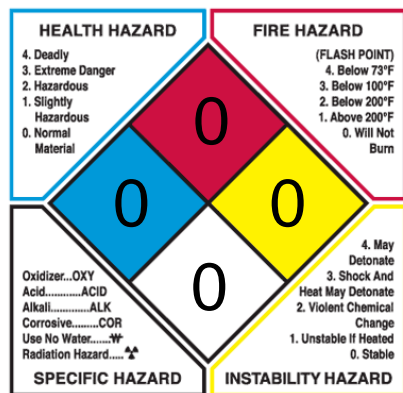 HEALTH HAZARD
4. Deadly
3. Extreme Danger
2. Hazardous
1. Slightly
Hazardous
0. Normal
Material
FIRE HAZARD
(FLASH POINT)
4. Below 73°F
3. Below 100°F
2. Below 200°F
1. Above 200°F
0. Will Not
Burn
0
0
0
0
Oxidizer...OXY
Acid............ACID
Alkali............ALK
Corrosive........COR
Use No Water.......W
Radiation Hazard.....
SPECIFIC HAZARD
4. May
Detonate
3. Shock And
Heat May Detonate
2. Violent Chemical
Change
1. Unstable If Heated
0. Stable
INSTABILITY HAZARD